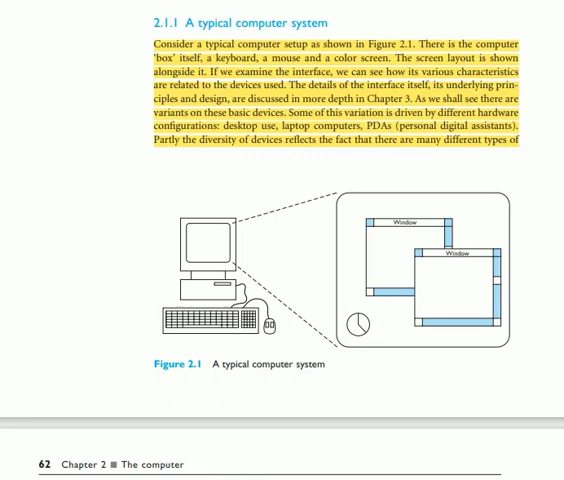 2.1.1 A typical computer system
Consider a typical computer setup as shown in Figure 2.1. There is the computer
'box' itself, a keyboard, a mouse and a color screen. The screen layout is shown
alongside it. If we examine the interface, we can see how its various characteristics
are related to the devices used. The details of the interface itself, its underlying prin-
ciples and design, are discussed in more depth in Chapter 3. As we shall see there are
variants on these basic devices. Some of this variation is driven by different hardware
configurations: desktop use, laptop computers, PDAs (personal digital assistants).
Partly the diversity of devices reflects the fact that there are many different types of
Window
Window
Figure 2.1 A typical computer system
62 Chapter 2 ■ The computer